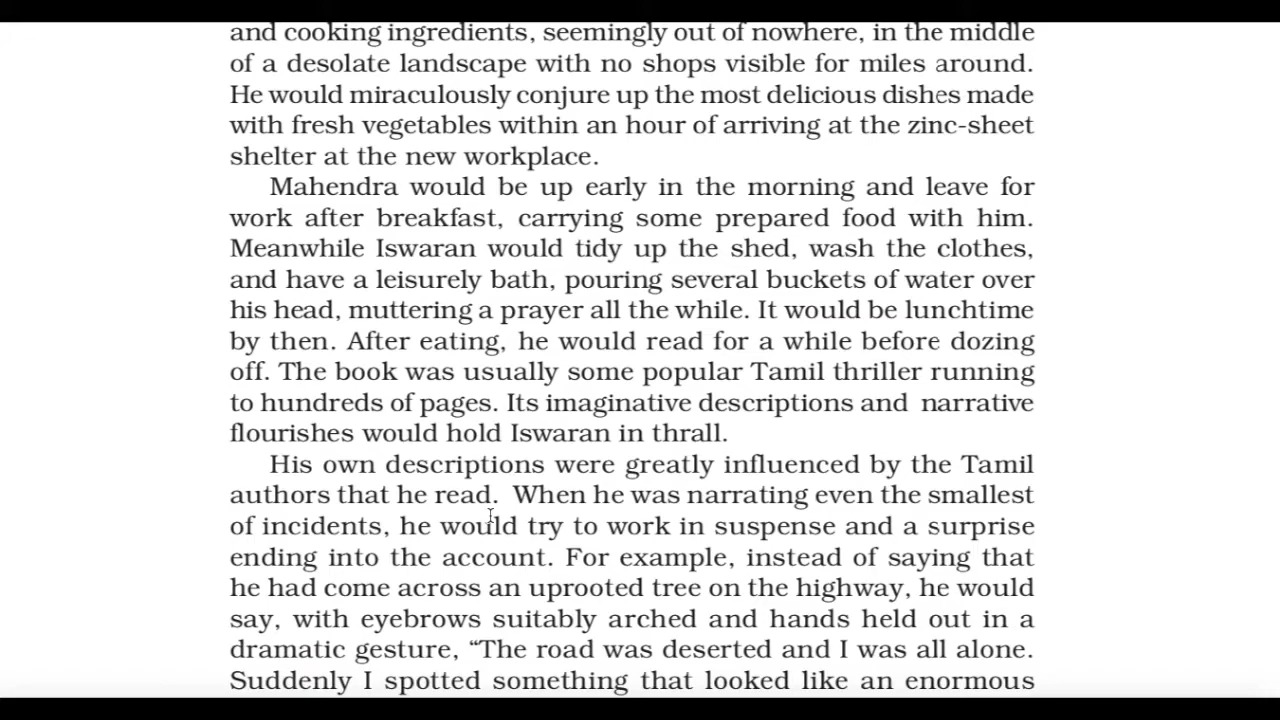 and cooking ingredients, seemingly out of nowhere, in the middle
of a desolate landscape with no shops visible for miles around.
He would miraculously conjure up the most delicious dishes made
with fresh vegetables within an hour of arriving at the zinc-sheet
shelter at the new workplace.
Mahendra would be up early in the morning and leave for
work after breakfast, carrying some prepared food with him.
Meanwhile Iswaran would tidy up the shed, wash the clothes,
and have a leisurely bath, pouring several buckets of water over
his head, muttering a prayer all the while. It would be lunchtime
by then. After eating, he would read for a while before dozing
off. The book was usually some popular Tamil thriller running
to hundreds of pages. Its imaginative descriptions and narrative
flourishes would hold Iswaran in thrall.
His own descriptions were greatly influenced by the Tamil
authors that he read. When he was narrating even the smallest
of incidents, he would try to work in suspense and a surprise
ending into the account. For example, instead of saying that
he had come across an uprooted tree on the highway, he would
say, with eyebrows suitably arched and hands held out in a
dramatic gesture, “The road was deserted and I was all alone.
Suddenly I spotted something that looked like an enormous